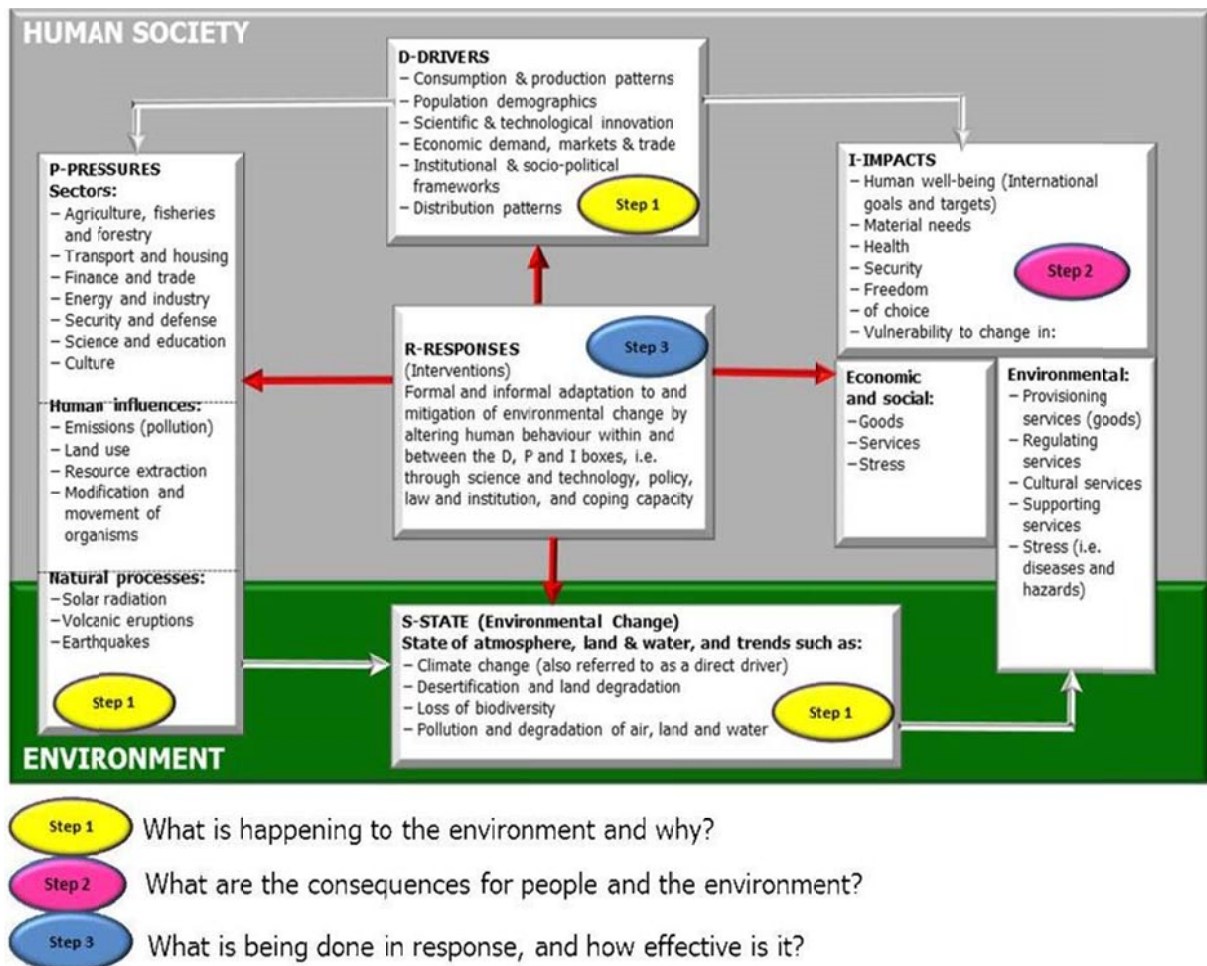 HUMAN SOCIETY
D-DRIVERS
– Consumption & production patterns
– Population demographics
– Scientific & technological innovation
– Economic demand, markets & trade
– Institutional & socio-political
frameworks
– Distribution patterns
Step 1
P-PRESSURES
Sectors:
– Agriculture, fisheries
and forestry
– Transport and housing
– Finance and trade
– Energy and industry
– Security and defense
– Science and education
– Culture
Human influences:
– Emissions (pollution)
– Land use
– Resource extraction
– Modification and
movement of
organisms
Natural processes:
– Solar radiation
– Volcanic eruptions
– Earthquakes
Step 1
R-RESPONSES
(Interventions)
Formal and informal adaptation to and
mitigation of environmental change by
altering human behaviour within and
between the D, P and I boxes, i.e.
through science and technology, policy,
law and institution, and coping capacity
Step 3
I-IMPACTS
– Human well-being (International
goals and targets)
– Material needs
– Health
– Security
– Freedom
– of choice
– Vulnerability to change in:
Step 2
Economic
and social:
– Goods
– Services
– Stress
Environmental:
– Provisioning
services (goods)
– Regulating
services
– Cultural services
– Supporting
services
– Stress (i.e.
diseases and
hazards)
S-STATE (Environmental Change)
State of atmosphere, land & water, and trends such as:
– Climate change (also referred to as a direct driver)
– Desertification and land degradation
– Loss of biodiversity
– Pollution and degradation of air, land and water
Step 1
ENVIRONMENT
Step 1 What is happening to the environment and why?
Step 2 What are the consequences for people and the environment?
Step 3 What is being done in response, and how effective is it?